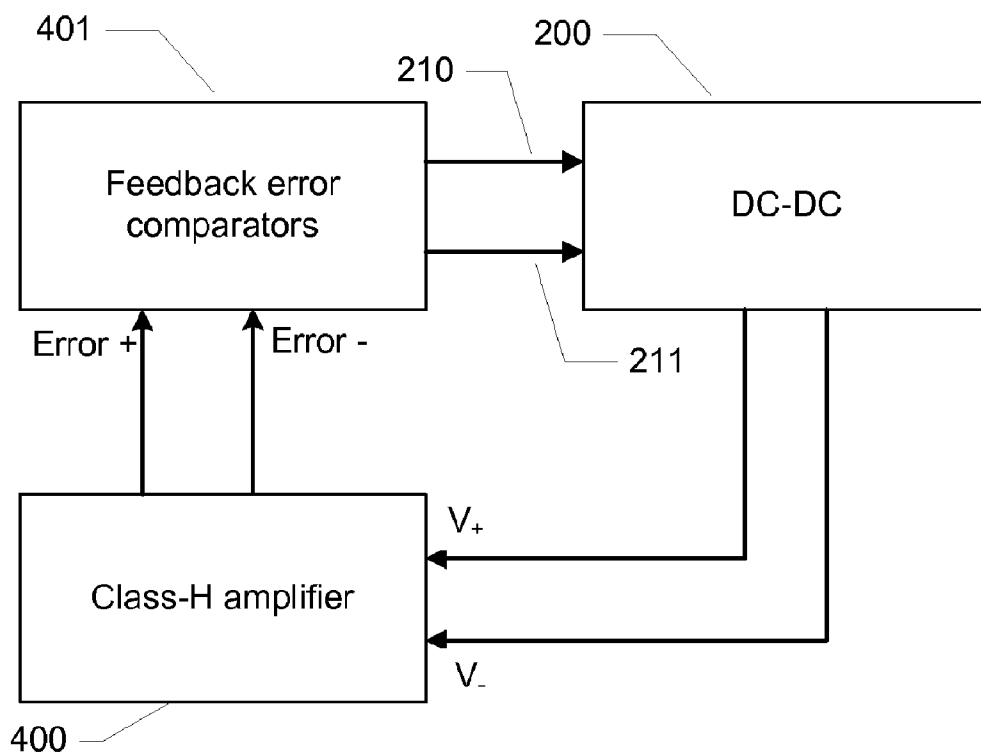 401
210
200
Feedback error
comparators
DC-DC
Error +
Error -
211
V+
Class-H amplifier
V-
400